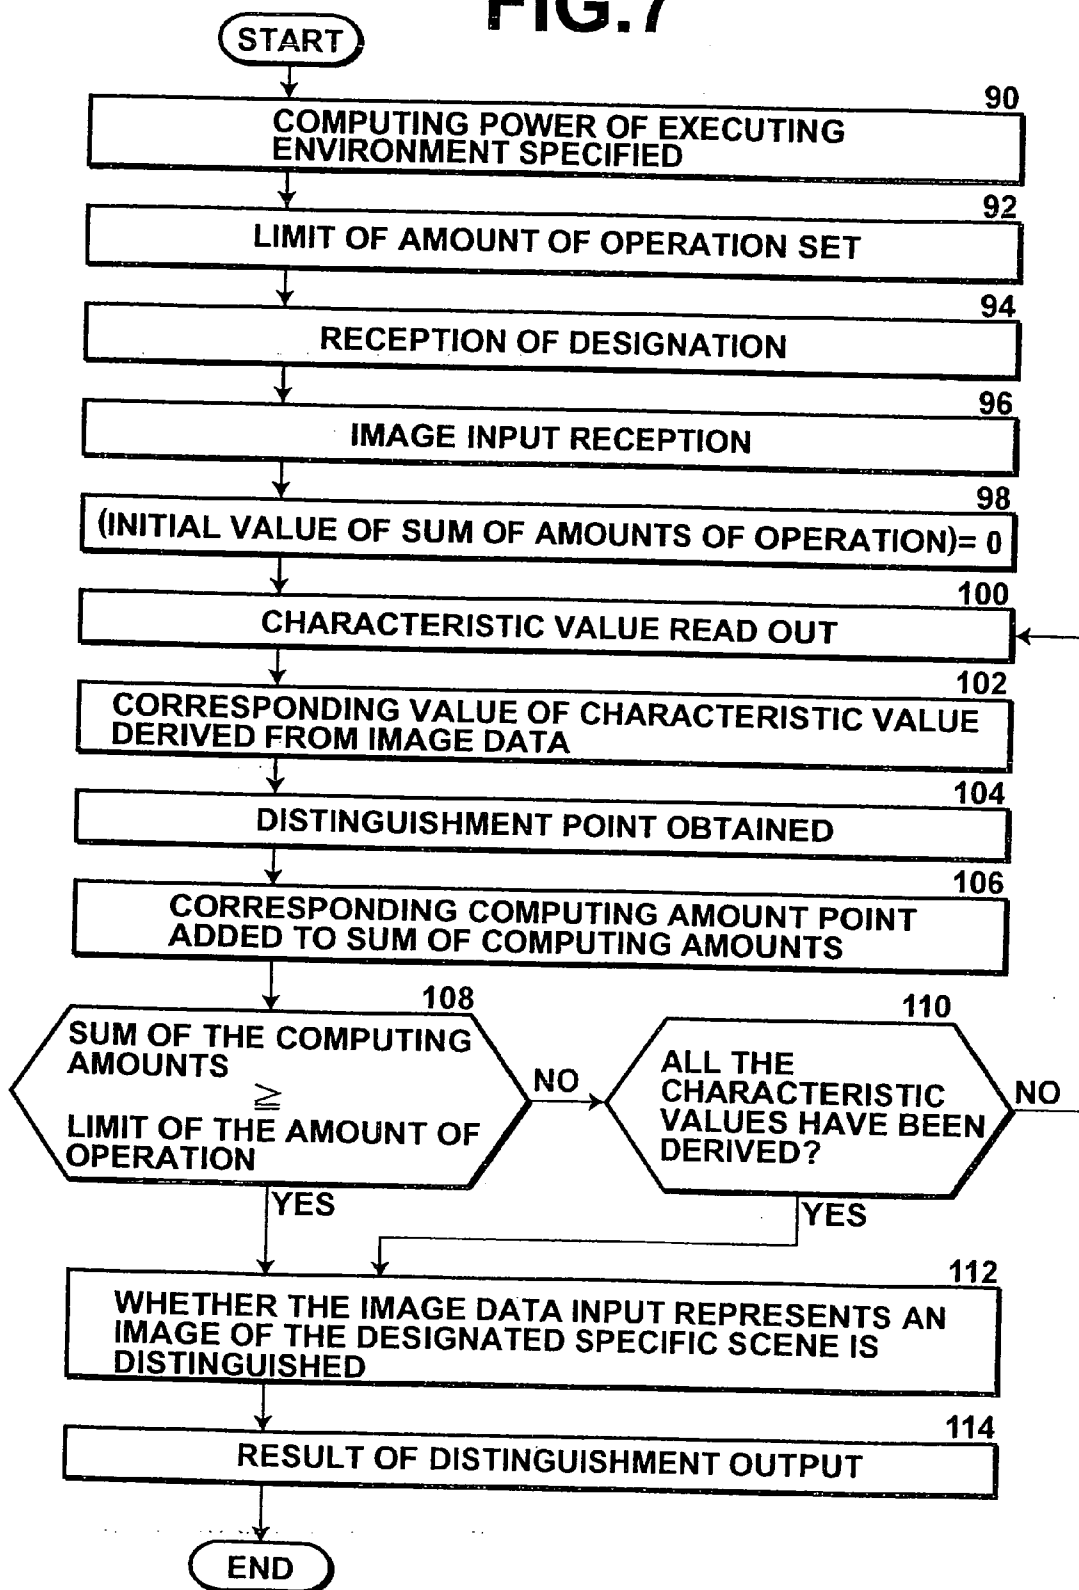 FIG.7
START
90
COMPUTING POWER OF EXECUTING
ENVIRONMENT SPECIFIED
92
LIMIT OF AMOUNT OF OPERATION SET
94
RECEPTION OF DESIGNATION
96
IMAGE INPUT RECEPTION
98
(INITIAL VALUE OF SUM OF AMOUNTS OF OPERATION)= 0
100
CHARACTERISTIC VALUE READ OUT
102
CORRESPONDING VALUE OF CHARACTERISTIC VALUE
DERIVED FROM IMAGE DATA
104
DISTINGUISHMENT POINT OBTAINED
106
CORRESPONDING COMPUTING AMOUNT POINT
ADDED TO SUM OF COMPUTING AMOUNTS
108
SUM OF THE COMPUTING
AMOUNTS
≧
LIMIT OF THE AMOUNT OF
OPERATION
NO
YES
110
ALL THE
CHARACTERISTIC
VALUES HAVE BEEN
DERIVED?
NO
YES
112
WHETHER THE IMAGE DATA INPUT REPRESENTS AN
IMAGE OF THE DESIGNATED SPECIFIC SCENE IS
DISTINGUISHED
114
RESULT OF DISTINGUISHMENT OUTPUT
END